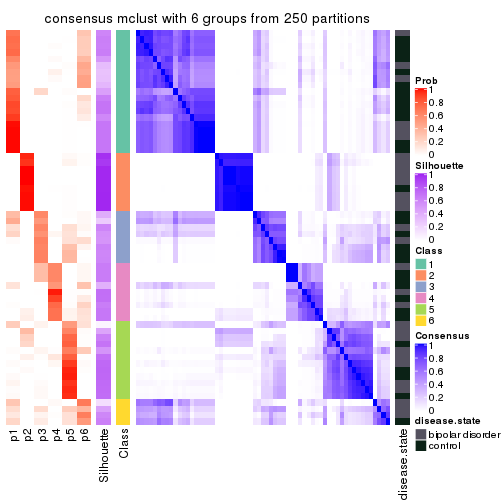 consensus mclust with 6 groups from 250 partitions
Prob
1
0.8
0.6
0.4
0.2
0
Silhouette
1
0.8
0.6
0.4
0.2
0
Class
1
2
3
4
5
6
Consensus
1
0.8
0.6
0.4
0.2
0
disease.state
bipolar disorder
control
p1
p2
p3
p4
p5
p6
Silhouette
Class
disease.state